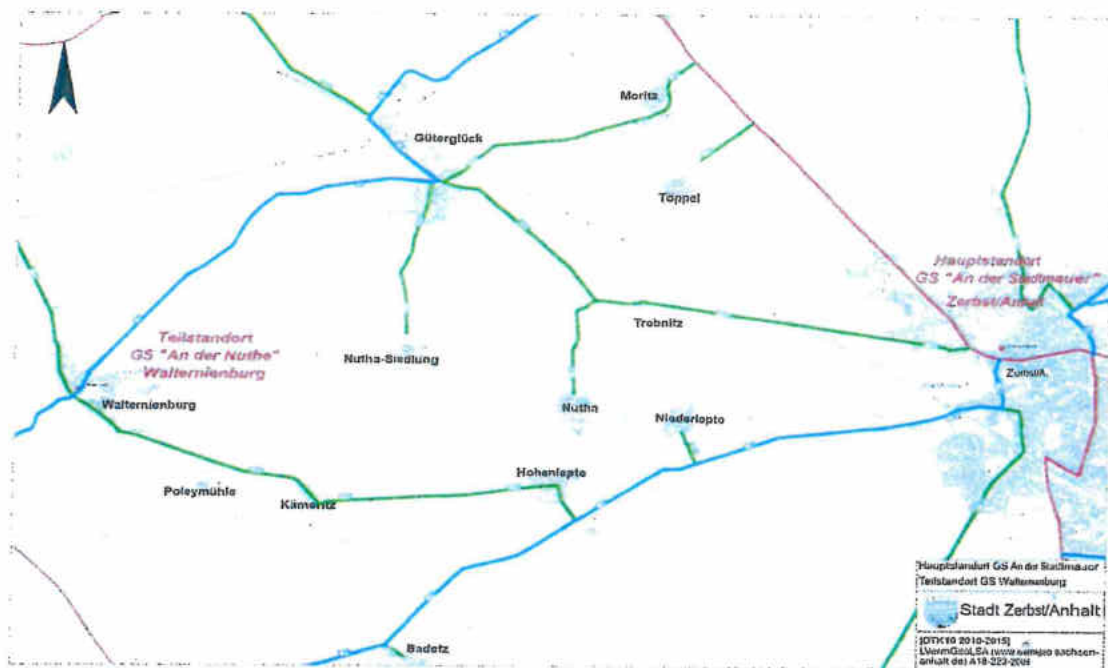 Moritz
Güterglück
Töppel
Hauptstandort
GS "An der Stadtmauer"
Zerbst/Anhalt
Teilstandort
GS "An der Nuthe"
Walternienburg
Trebnitz
Nutha-Siedlung
Zerbst/A.
Walternienburg
Nutha
Niederlepte
Hohenlepte
Poleymühle
Kämeritz
Badetz
Hauptstandort GS An der Stadtmauer
Teilstandort GS Walternienburg
Stadt Zerbst/Anhalt
[DTK10 2010-2015]